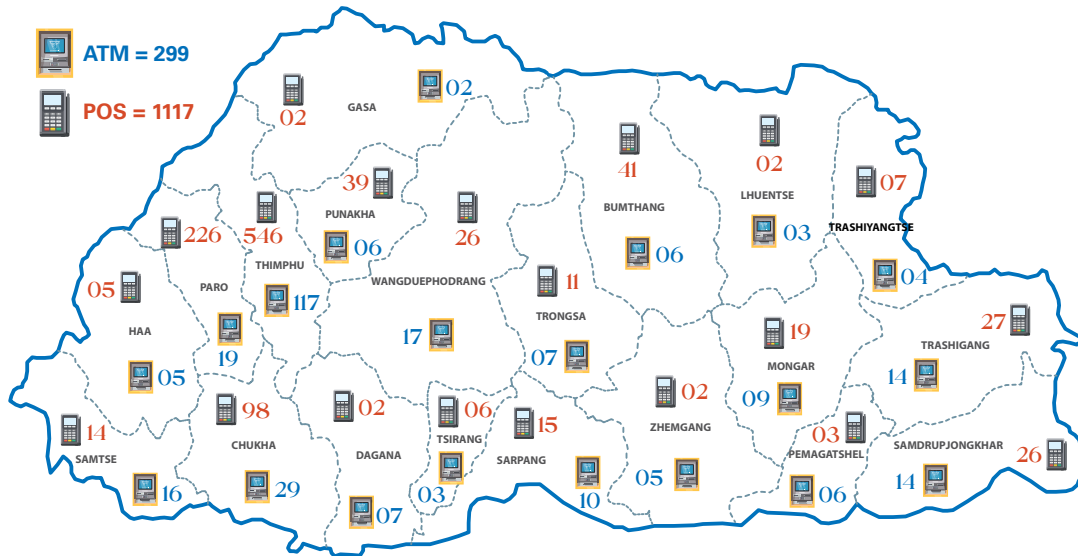 ATM = 299
POS = 1117
02
GASA
02
39
PUNAKHA
06
26
WANGDUEPHODRANG
17
41
BUMTHANG
06
02
LHUENTSE
03
07
TRASHIYANGTSE
04
226
PARO
19
546
THIMPHU
117
05
HAA
05
11
TRONGSA
07
19
MONGAR
09
27
TRASHIGANG
14
14
SAMTSE
16
98
CHUKHA
29
02
DAGANA
07
06
TSIRANG
03
15
SARPANG
10
02
ZHEMGANG
05
03
PEMAGATSHEL
06
SAMDRUPJONGKHAR
26
14